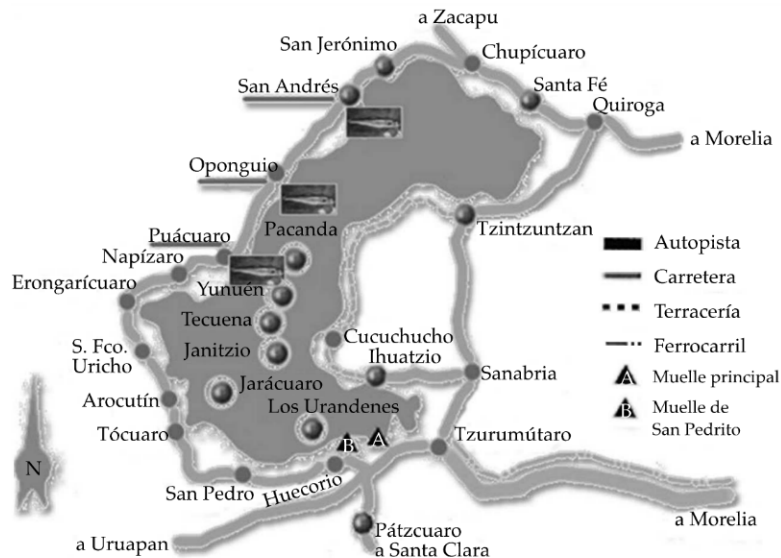 a Zacapu
San Jerónimo
Chupícuaro
San Andrés
Santa Fé
Quiroga
a Morelia
Oponguio
Pacanda
Tzintzuntzan
Puácuaro
Napízaro
Erongarícuaro
Yunuén
Tecuena
Janitzio
Cucuchucho
Ihuatzio
S. Fco.
Uricho
Sanabria
Jarácuaro
Arocutín
Los Urandenes
Tócuaro
B
A
Tzurumútaro
San Pedro
Huecorio
Pátzcuaro
a Santa Clara
a Uruapan
a Morelia
N
Autopista
Carretera
Terracería
Ferrocarril
A Muelle principal
B Muelle de
San Pedrito